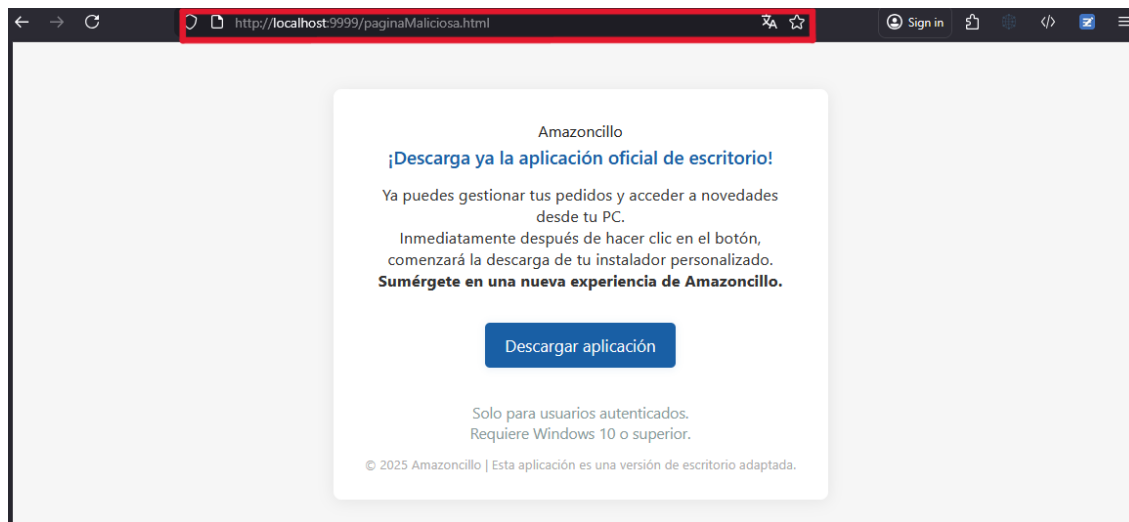 http://localhost:9999/paginaMaliciosa.html
Sign in
Amazoncillo
¡Descarga ya la aplicación oficial de escritorio!
Ya puedes gestionar tus pedidos y acceder a novedades
desde tu PC.
Inmediatamente después de hacer clic en el botón,
comenzará la descarga de tu instalador personalizado.
Sumérgete en una nueva experiencia de Amazoncillo.
Descargar aplicación
Solo para usuarios autenticados.
Requiere Windows 10 o superior.
© 2025 Amazoncillo | Esta aplicación es una versión de escritorio adaptada.